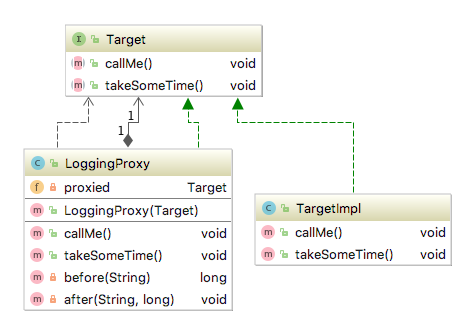 I Target
m callMe() void
m takeSomeTime() void
1
1
C LoggingProxy
f proxied Target
m LoggingProxy(Target)
m callMe() void
m takeSomeTime() void
m before(String) long
m after(String, long) void
C TargetImpl
m callMe() void
m takeSomeTime() void